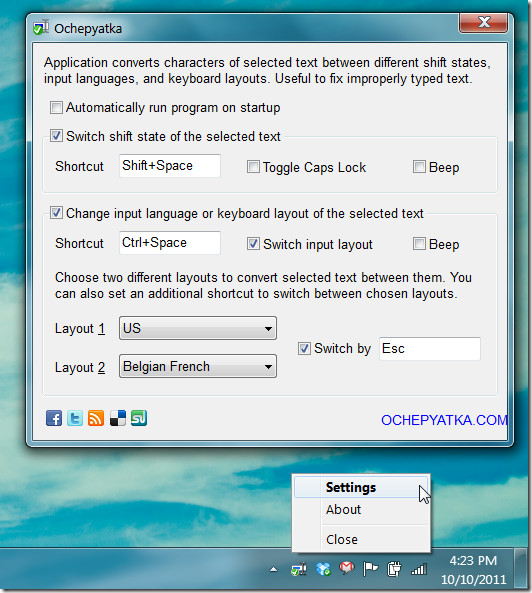 Ochepyatka
Application converts characters of selected text between different shift states,
input languages, and keyboard layouts. Useful to fix improperly typed text.
Automatically run program on startup
Switch shift state of the selected text
Shortcut Shift+Space Toggle Caps Lock Beep
Change input language or keyboard layout of the selected text
Shortcut Ctrl+Space Switch input layout Beep
Choose two different layouts to convert selected text between them. You
can also set an additional shortcut to switch between chosen layouts.
Layout 1 US
Switch by Esc
Layout 2 Belgian French
OCHEPYATKA.COM
Settings
About
Close
4:23 PM
10/10/2011